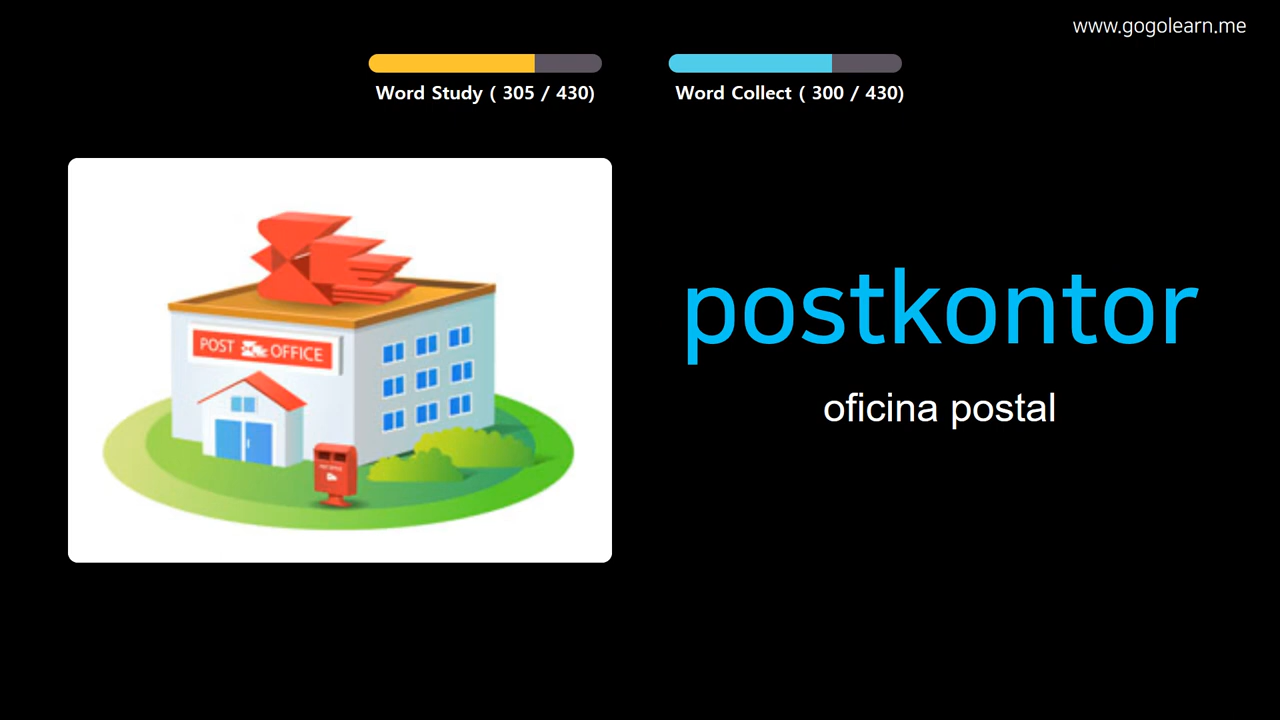 www.gogolearn.me
Word Study ( 305 / 430)
Word Collect ( 300 / 430)
POST OFFICE
postkontor
oficina postal